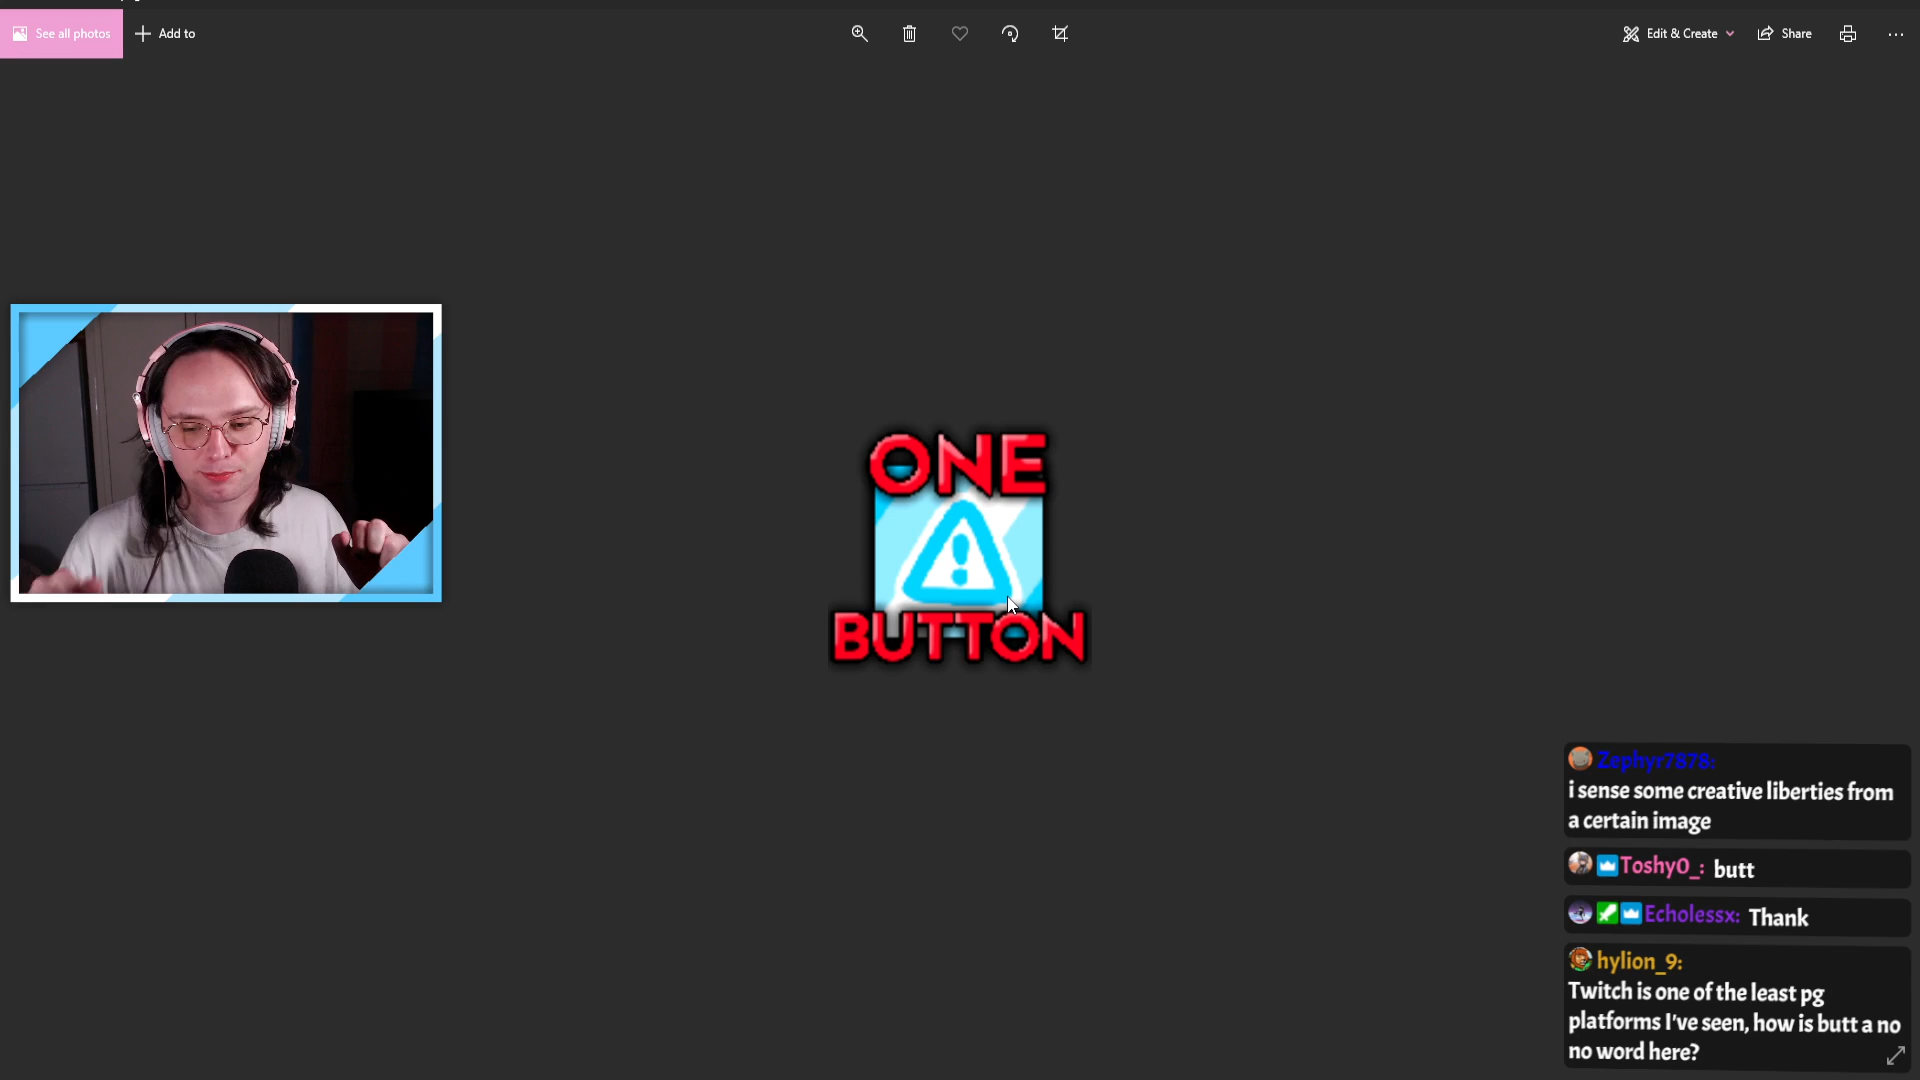 See all photos
Add to
Edit & Create
Share
ONE
BUTTON
Zephyr7878:
i sense some creative liberties from
a certain image
Toshy0_: butt
Echolessx: Thank
hylion_9:
Twitch is one of the least pg
platforms I've seen, how is butt a no
no word here?